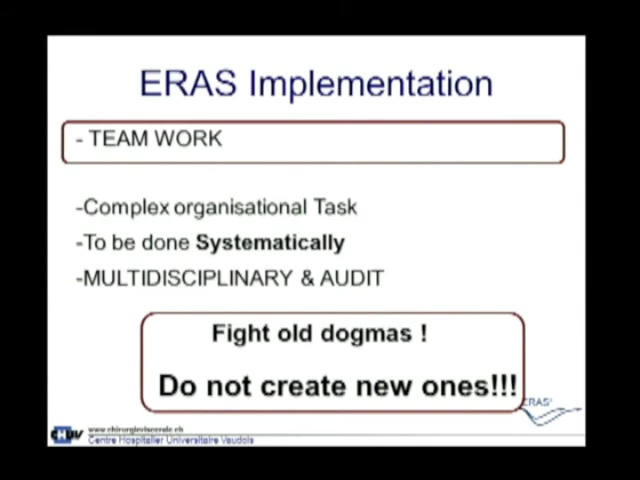 ERAS Implementation
- TEAM WORK
-Complex organisational Task
-To be done Systematically
-MULTIDISCIPLINARY & AUDIT
Fight old dogmas !
Do not create new ones!!!
ERAS
www.chirurgieviscerale.ch
Centre Hospitalier Universitaire Vaudois